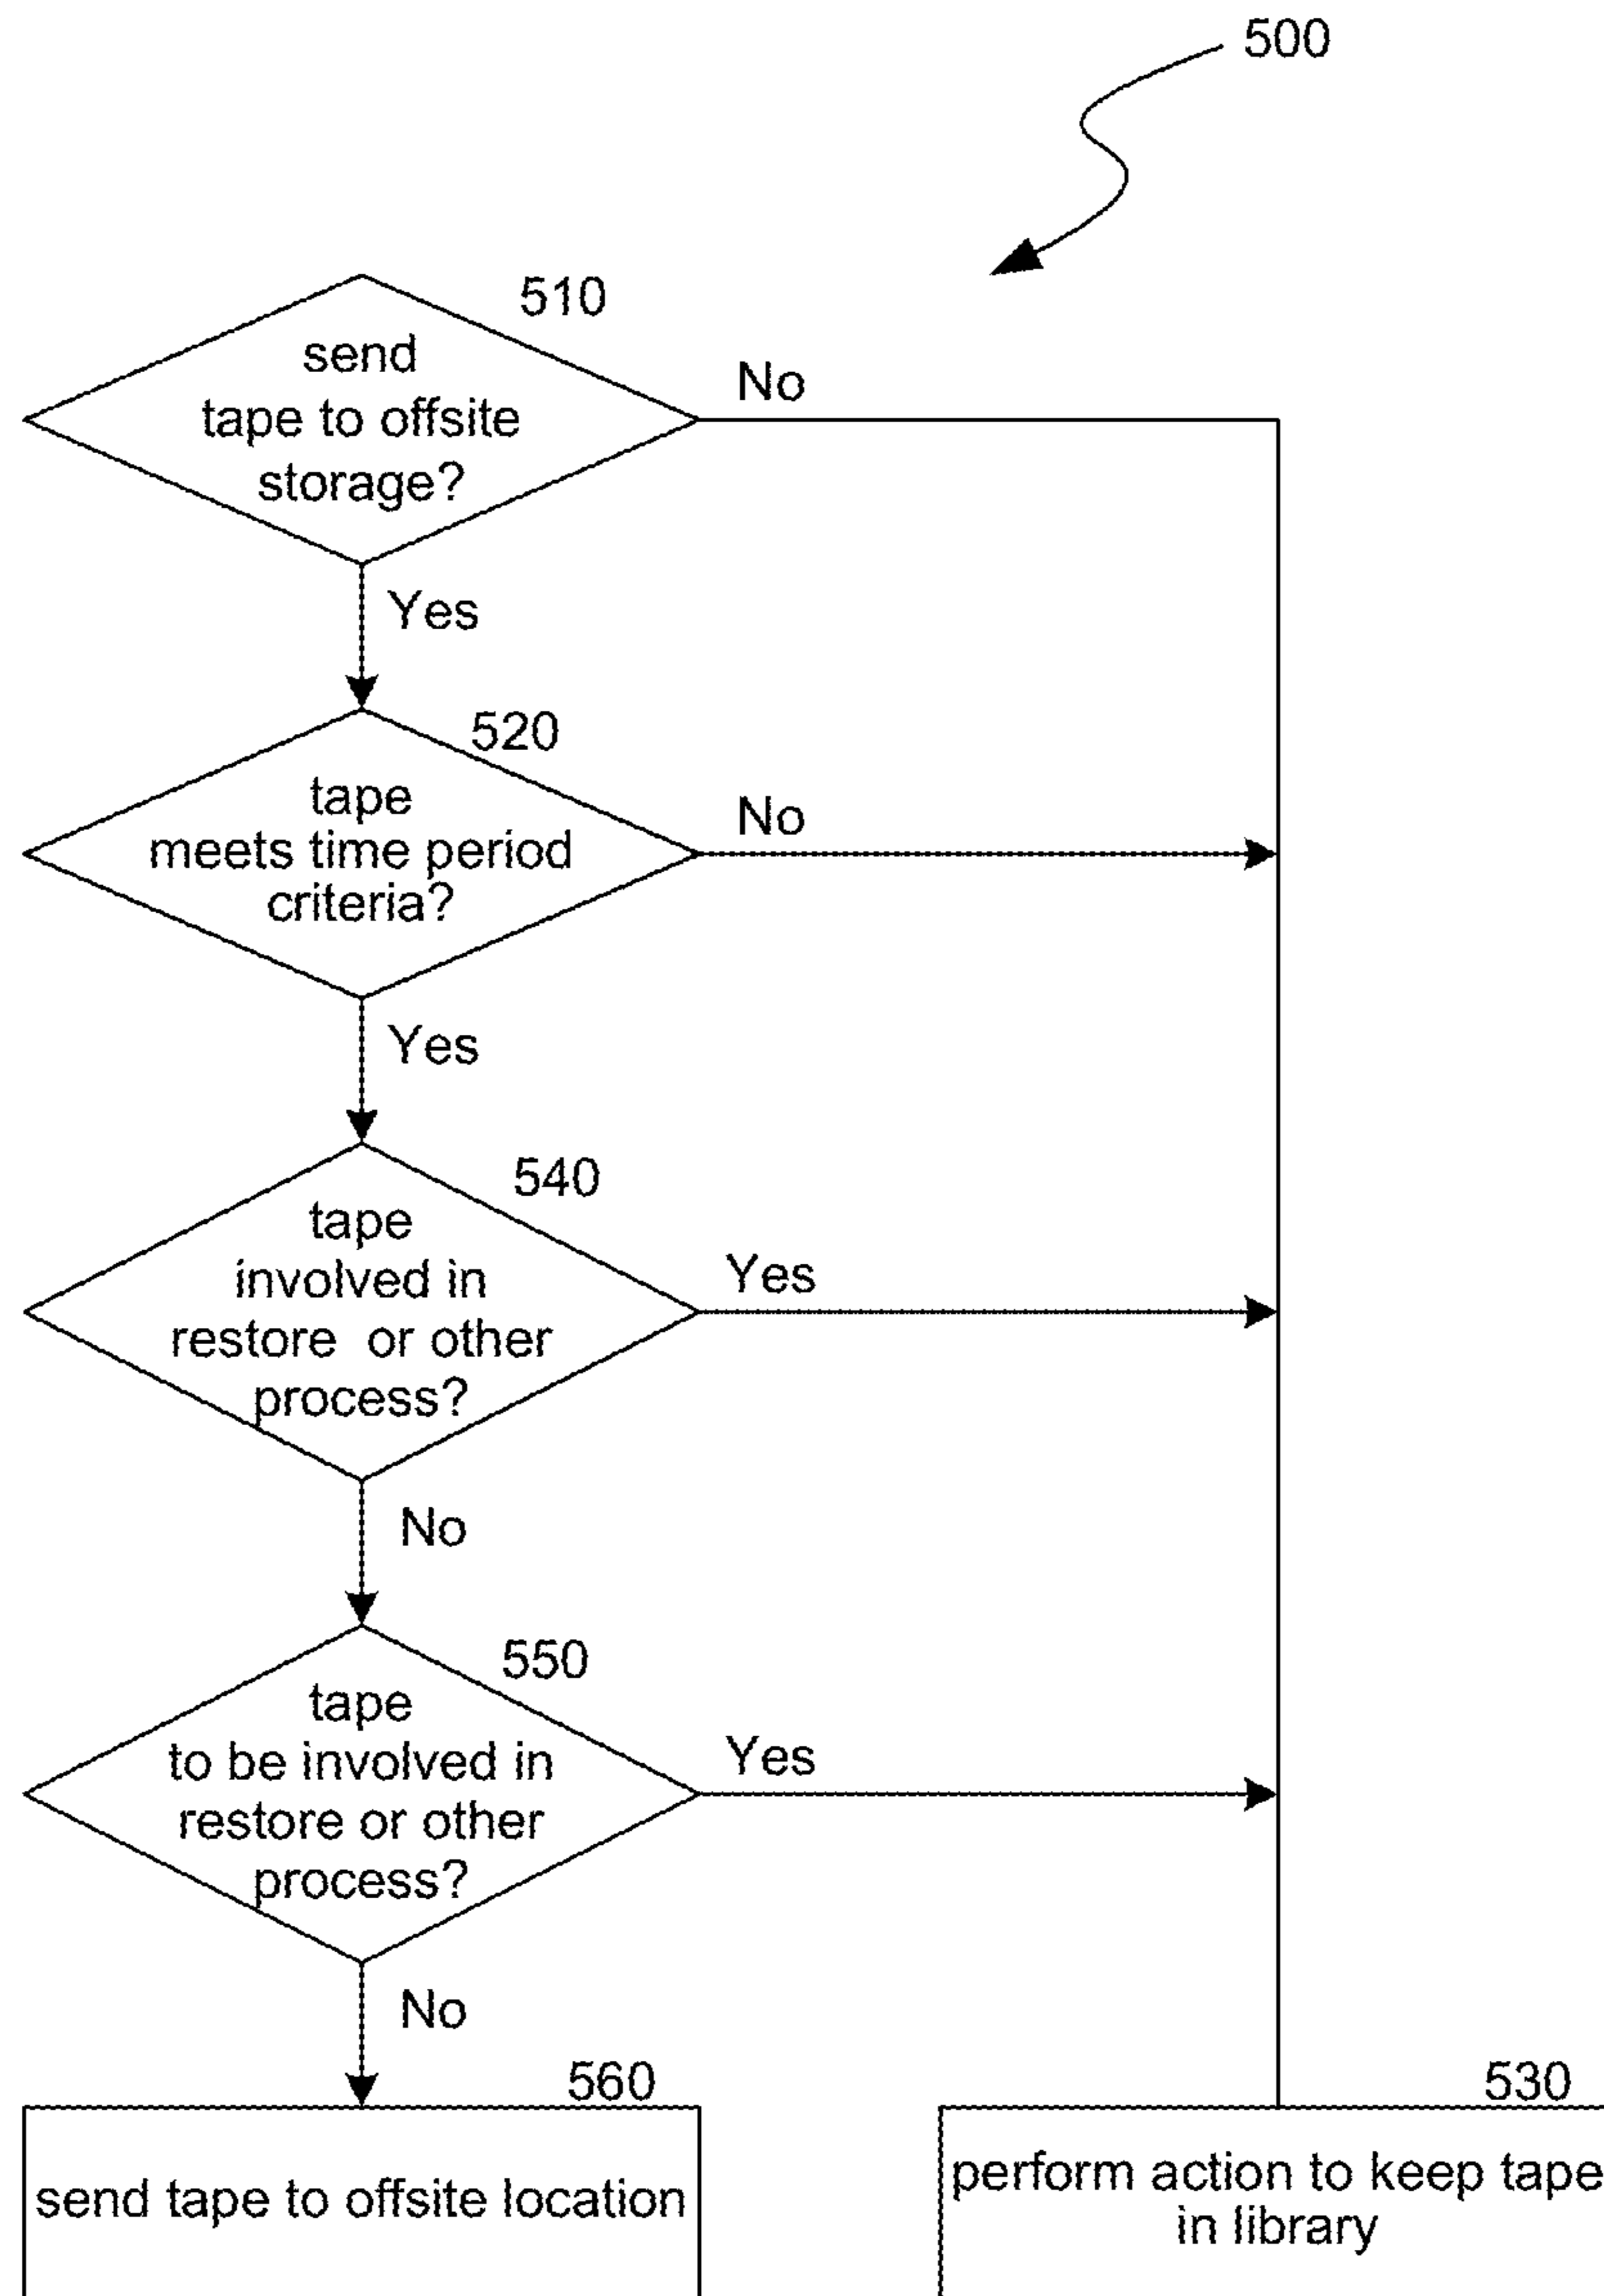 500
510
send
tape to offsite
storage?
No
Yes
520
tape
meets time period
criteria?
No
Yes
540
tape
involved in
restore or other
process?
Yes
No
550
tape
to be involved in
restore or other
process?
Yes
No
560
send tape to offsite location
530
perform action to keep tape
in library